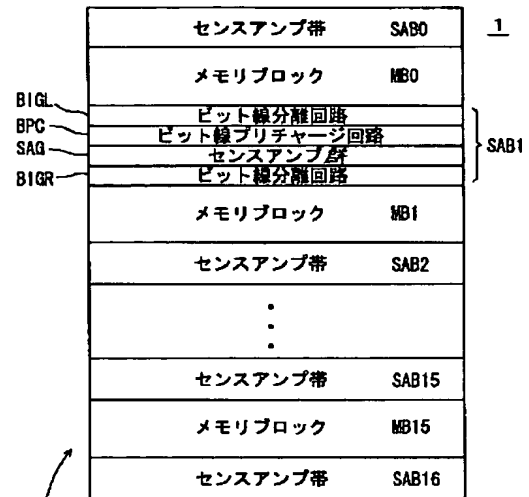 センスアンプ帯 SAB0 1
メモリブロック MB0
BIGL ビット線分離回路
BPC ビット線プリチャージ回路
SAG センスアンプ群 SAB1
BIGR ビット線分離回路
メモリブロック MB1
センスアンプ帯 SAB2
センスアンプ帯 SAB15
メモリブロック MB15
センスアンプ帯 SAB16